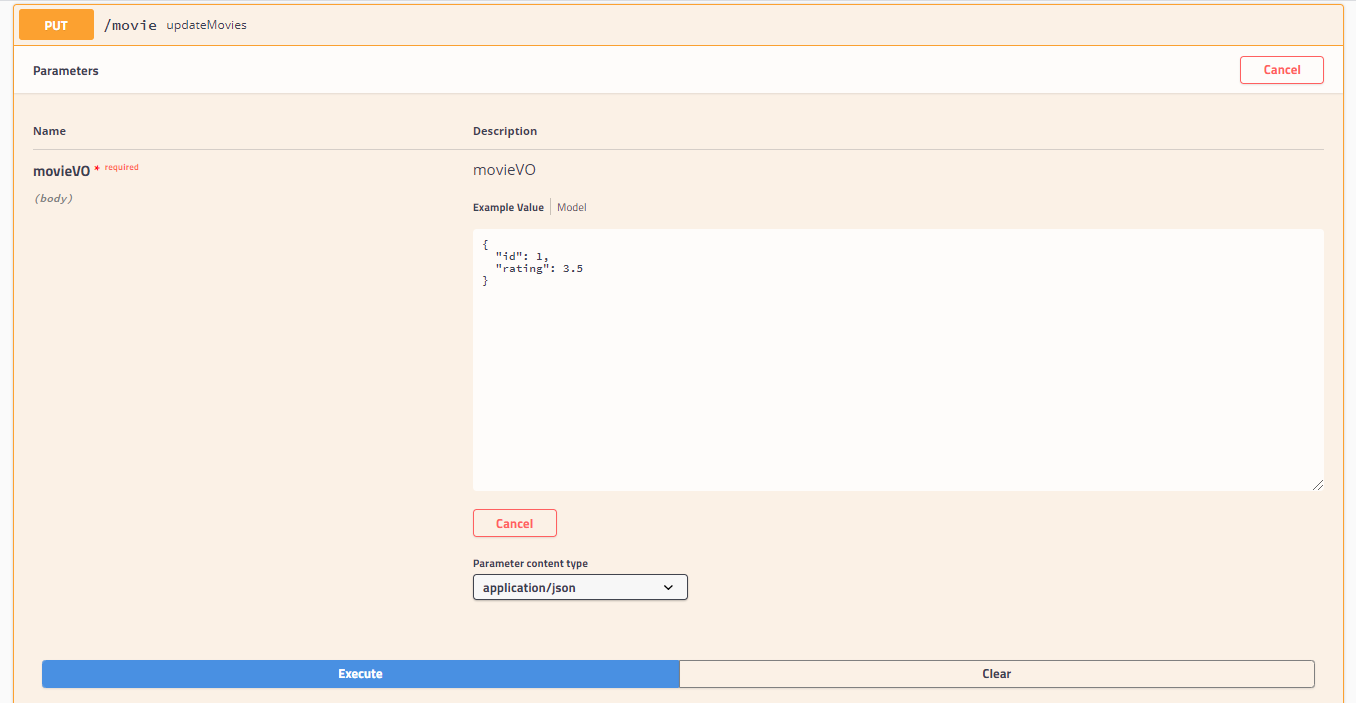 PUT /movie updateMovies
Parameters Cancel
Name Description
movieVO * required movieVO
(body)
Example Value Model
{
"id": 1,
"rating": 3.5
}
Cancel
Parameter content type
application/json
Execute Clear